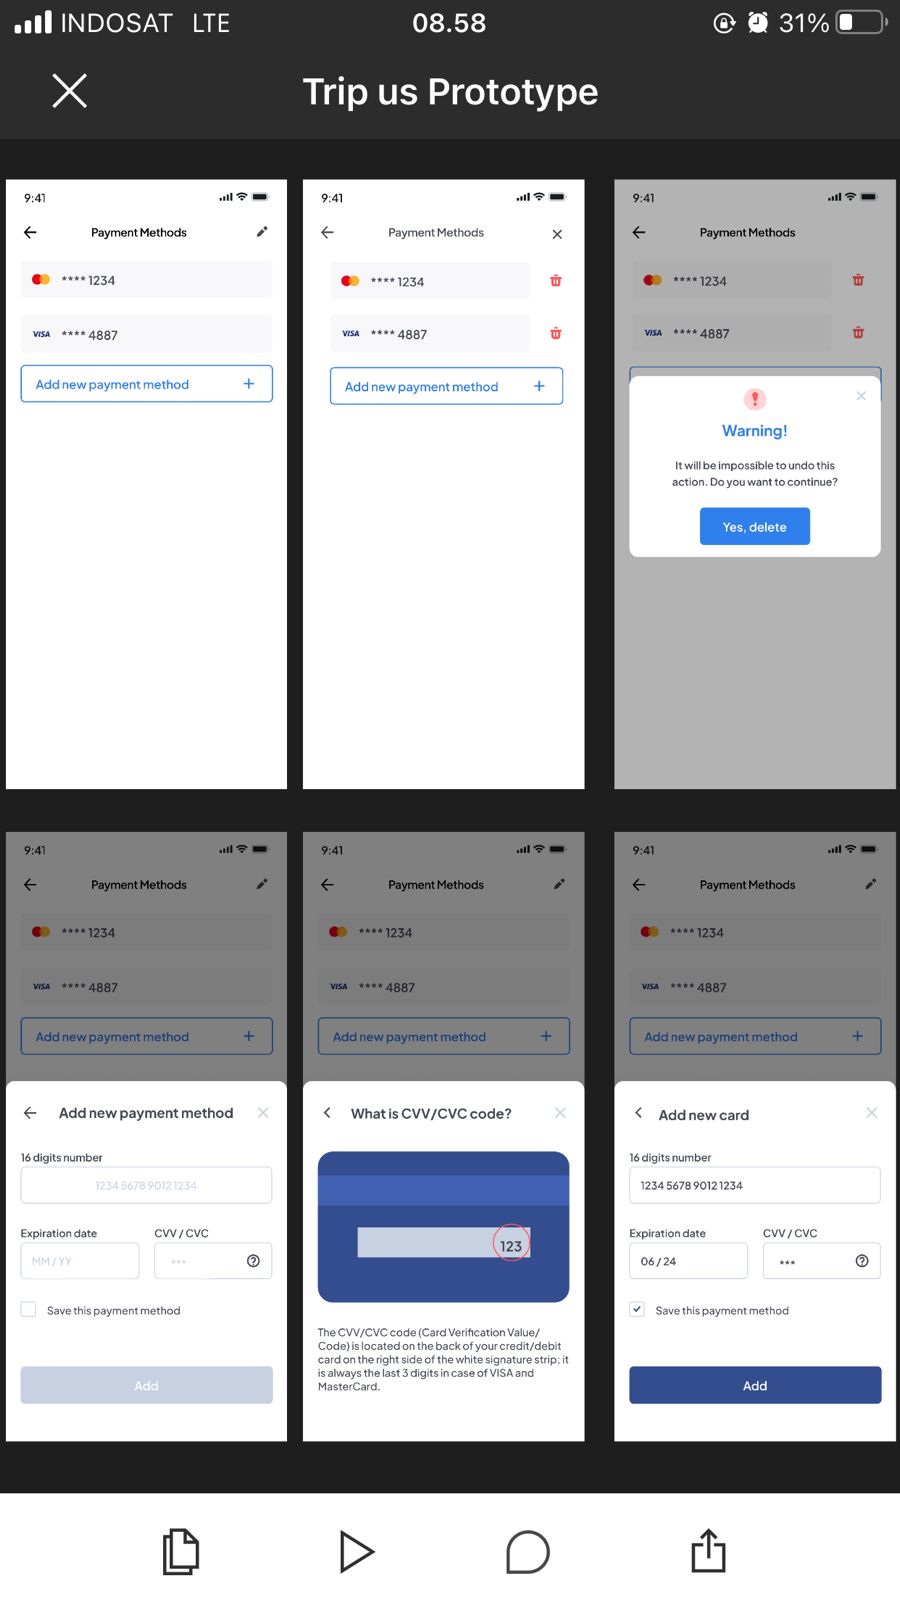 INDOSAT LTE 08.58 31%
Trip us Prototype
9:41
Payment Methods
**** 1234
VISA **** 4887
Add new payment method +
9:41
Payment Methods
**** 1234
VISA **** 4887
Add new payment method +
9:41
Payment Methods
**** 1234
VISA **** 4887
!
Warning!
It will be impossible to undo this
action. Do you want to continue?
Yes, delete
9:41
Payment Methods
**** 1234
VISA **** 4887
Add new payment method +
Add new payment method
16 digits number
1234 5678 9012 1234
Expiration date CVV / CVC
MM / YY *** ?
Save this payment method
Add
9:41
Payment Methods
**** 1234
VISA **** 4887
Add new payment method +
What is CVV/CVC code?
123
The CVV/CVC code (Card Verification Value/
Code) is located on the back of your credit/debit
card on the right side of the white signature strip; it
is always the last 3 digits in case of VISA and
MasterCard.
9:41
Payment Methods
**** 1234
VISA **** 4887
Add new payment method +
Add new card
16 digits number
1234 5678 9012 1234
Expiration date CVV / CVC
06 / 24 *** ?
Save this payment method
Add